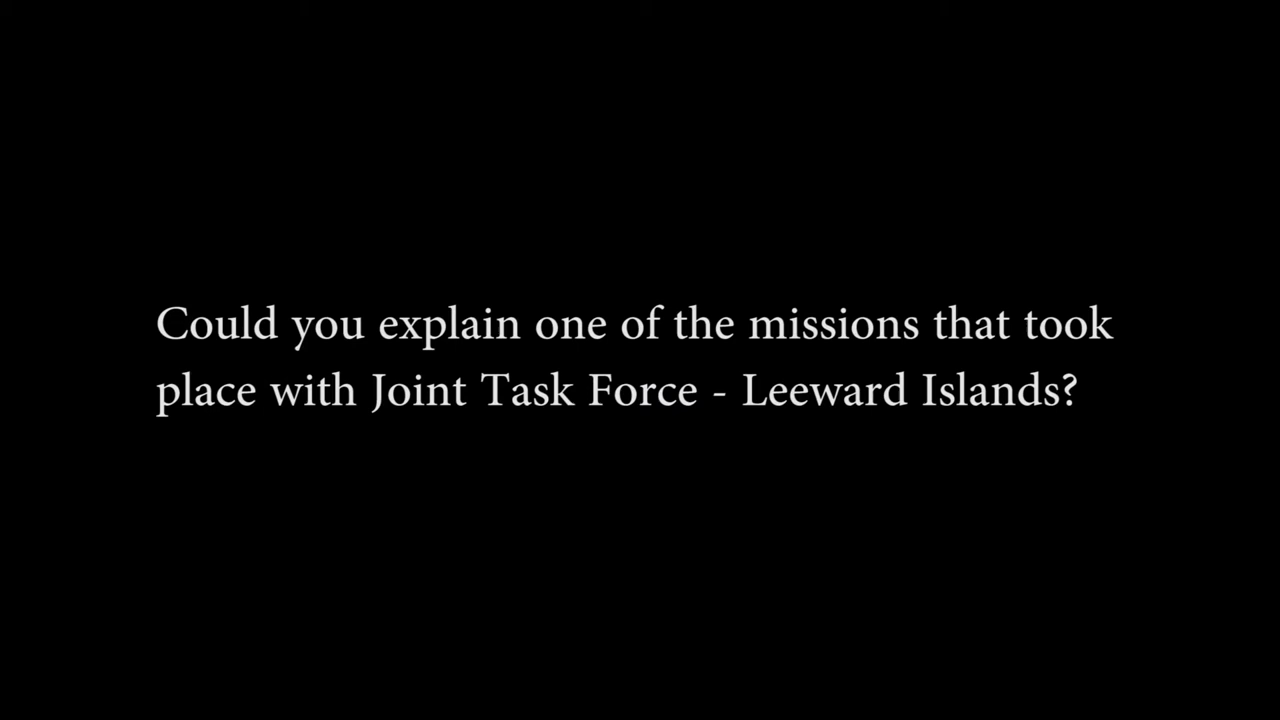 Could you explain one of the missions that took
place with Joint Task Force - Leeward Islands?